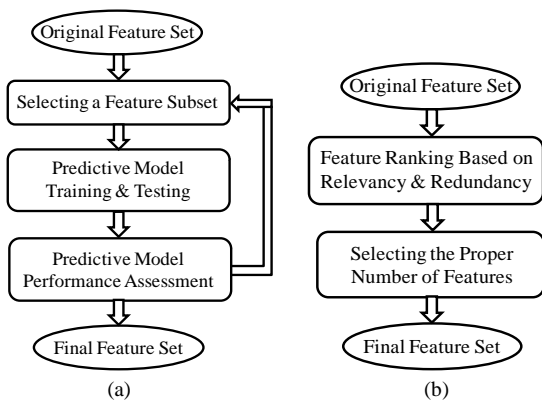 Original Feature Set
Selecting a Feature Subset
Predictive Model
Training & Testing
Predictive Model
Performance Assessment
Final Feature Set
(a)
Original Feature Set
Feature Ranking Based on
Relevancy & Redundancy
Selecting the Proper
Number of Features
Final Feature Set
(b)